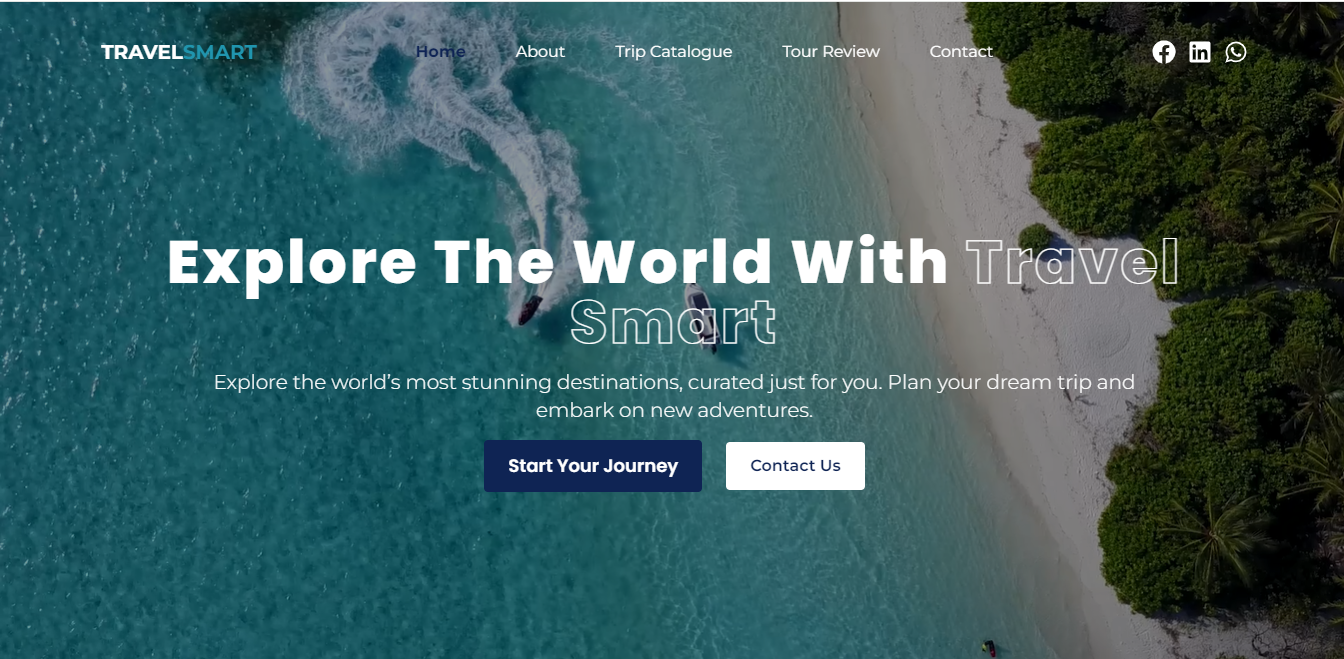 TRAVELSMART
Home
About
Trip Catalogue
Tour Review
Contact
Explore The World With Travel
Smart
Explore the world’s most stunning destinations, curated just for you. Plan your dream trip and
embark on new adventures.
Start Your Journey
Contact Us